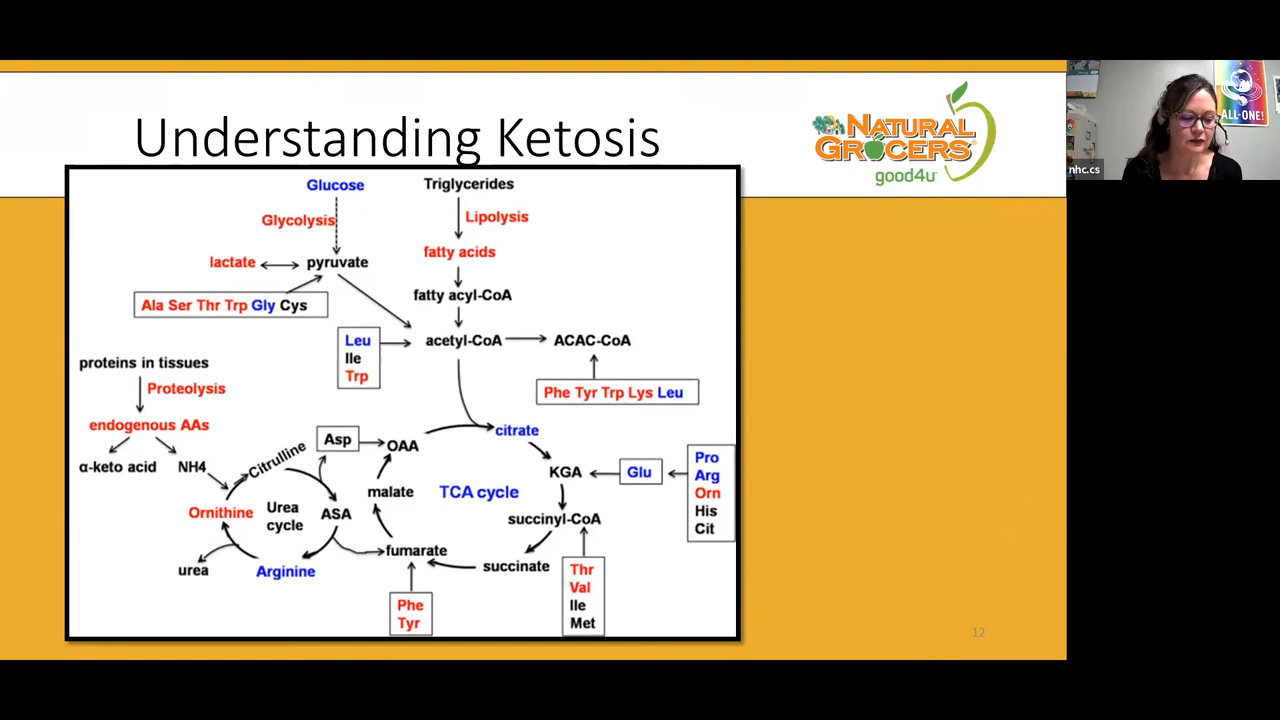 Understanding Ketosis
NATURAL
GROCERS
good4u
ALL-ONE!
nhc.cs
Glucose
Triglycerides
Glycolysis
Lipolysis
lactate
pyruvate
fatty acids
Ala Ser Thr Trp Gly Cys
fatty acyl-CoA
Leu
Ile
Trp
acetyl-CoA
ACAC-CoA
Phe Tyr Trp Lys Leu
proteins in tissues
Proteolysis
endogenous AAs
α-keto acid
NH4
Citrulline
Asp
OAA
citrate
KGA
Glu
Pro
Arg
Orn
His
Cit
malate
TCA cycle
Ornithine
Urea
cycle
ASA
succinyl-CoA
fumarate
succinate
urea
Arginine
Thr
Val
Ile
Met
Phe
Tyr
12